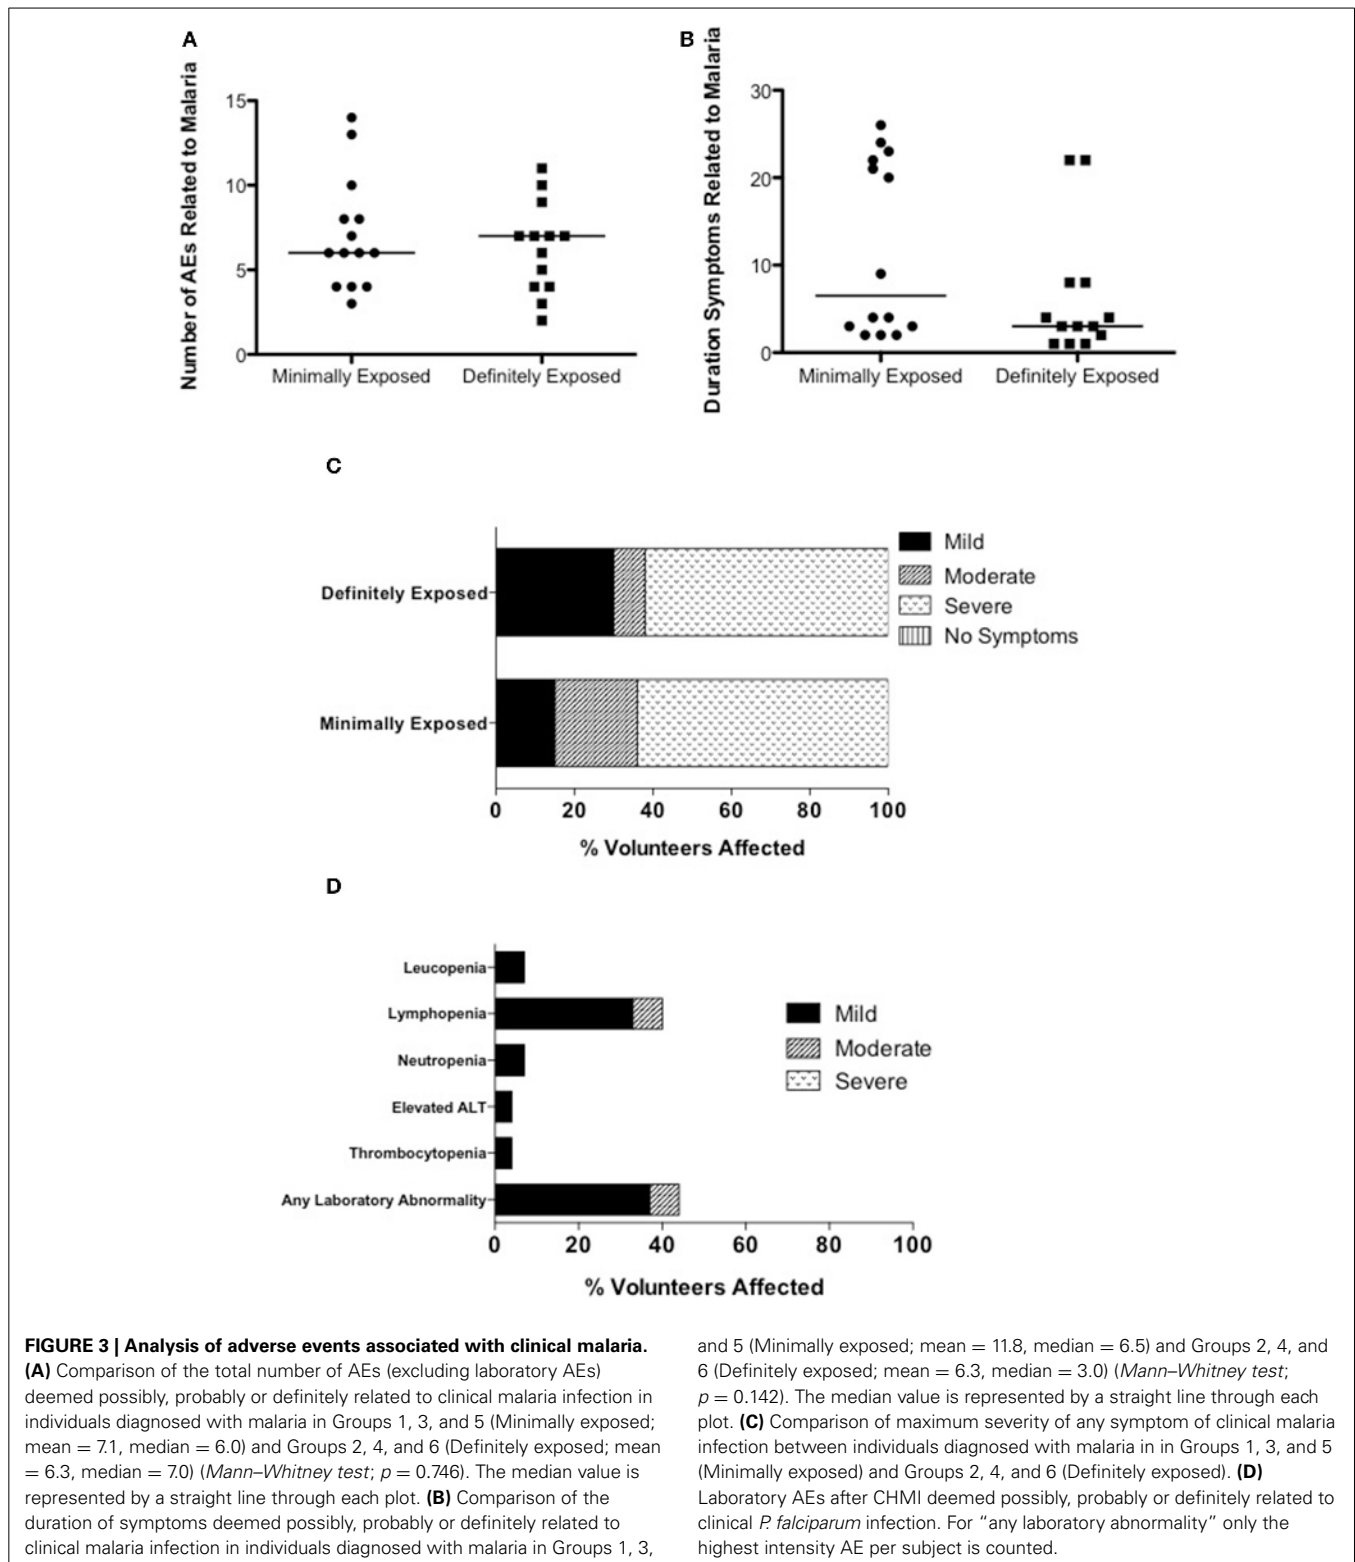 A
Number of AEs Related to Malaria
15
10
5
0
Minimally Exposed
Definitely Exposed
B
Duration Symptoms Related to Malaria
30
20
10
0
Minimally Exposed
Definitely Exposed
C
Definitely Exposed
Minimally Exposed
Mild
Moderate
Severe
No Symptoms
0 20 40 60 80 100
% Volunteers Affected
D
Leucopenia
Lymphopenia
Neutropenia
Elevated ALT
Thrombocytopenia
Any Laboratory Abnormality
Mild
Moderate
Severe
0 20 40 60 80 100
% Volunteers Affected
FIGURE 3 | Analysis of adverse events associated with clinical malaria.
(A) Comparison of the total number of AEs (excluding laboratory AEs)
deemed possibly, probably or definitely related to clinical malaria infection in
individuals diagnosed with malaria in Groups 1, 3, and 5 (Minimally exposed;
mean = 7.1, median = 6.0) and Groups 2, 4, and 6 (Definitely exposed; mean
= 6.3, median = 7.0) (Mann–Whitney test; p = 0.746). The median value is
represented by a straight line through each plot. (B) Comparison of the
duration of symptoms deemed possibly, probably or definitely related to
clinical malaria infection in individuals diagnosed with malaria in Groups 1, 3,
and 5 (Minimally exposed; mean = 11.8, median = 6.5) and Groups 2, 4, and
6 (Definitely exposed; mean = 6.3, median = 3.0) (Mann–Whitney test;
p = 0.142). The median value is represented by a straight line through each
plot. (C) Comparison of maximum severity of any symptom of clinical malaria
infection between individuals diagnosed with malaria in in Groups 1, 3, and 5
(Minimally exposed) and Groups 2, 4, and 6 (Definitely exposed). (D)
Laboratory AEs after CHMI deemed possibly, probably or definitely related to
clinical P. falciparum infection. For “any laboratory abnormality” only the
highest intensity AE per subject is counted.